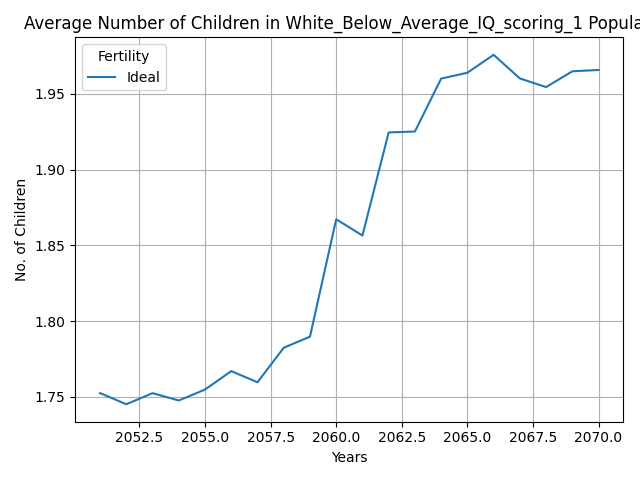 Average Number of Children in White_Below_Average_IQ_scoring_1 Popula
Fertility
Ideal
1.95
1.90
1.85
1.80
1.75
No. of Children
2052.5 2055.0 2057.5 2060.0 2062.5 2065.0 2067.5 2070.0
Years